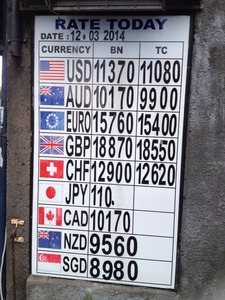 RATE TODAY
DATE: 12.03 2014
CURRENCY BN TC
USD 11370 11080
AUD 10170 9900
EURO 15760 15400
GBP 18870 18550
CHF 12900 12620
JPY 110.
CAD 10170
NZD 9560
SGD 8980